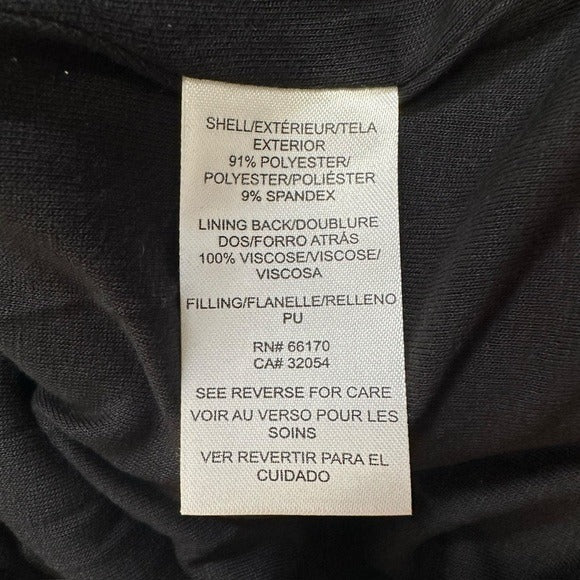 SHELL/EXTÉRIEUR/TELA
EXTERIOR
91% POLYESTER/
POLYESTER/POLIÉSTER
9% SPANDEX
LINING BACK/DOUBLURE
DOS/FORRO ATRÁS
100% VISCOSE/VISCOSE/
VISCOSA
FILLING/FLANELLE/RELLENO
PU
RN# 66170
CA# 32054
SEE REVERSE FOR CARE
VOIR AU VERSO POUR LES
SOINS
VER REVERTIR PARA EL
CUIDADO